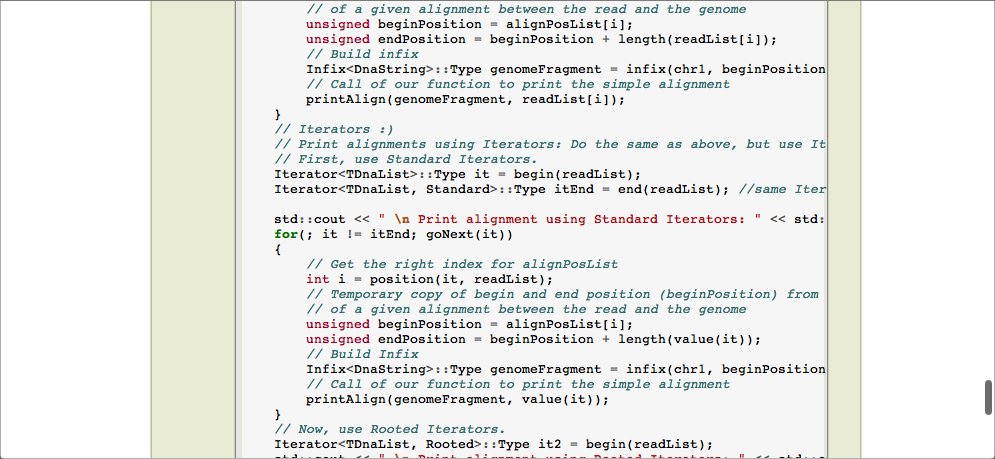 // of a given alignment between the read and the genome
unsigned beginPosition = alignPosList[i];
unsigned endPosition = beginPosition + length(readList[i]);
// Build infix
Infix<DnaString>::Type genomeFragment = infix(chr1, beginPosition
// Call of our function to print the simple alignment
printAlign(genomeFragment, readList[i]);
}
// Iterators :)
// Print alignments using Iterators: Do the same as above, but use It
// First, use Standard Iterators.
Iterator<TDnaList>::Type it = begin(readList);
Iterator<TDnaList, Standard>::Type itEnd = end(readList); //same Iter
std::cout << " \n Print alignment using Standard Iterators: " << std:
for(; it != itEnd; goNext(it))
{
// Get the right index for alignPosList
int i = position(it, readList);
// Temporary copy of begin and end position (beginPosition) from
// of a given alignment between the read and the genome
unsigned beginPosition = alignPosList[i];
unsigned endPosition = beginPosition + length(value(it));
// Build Infix
Infix<DnaString>::Type genomeFragment = infix(chr1, beginPosition
// Call of our function to print the simple alignment
printAlign(genomeFragment, value(it));
}
// Now, use Rooted Iterators.
Iterator<TDnaList, Rooted>::Type it2 = begin(readList);
std::cout << " \n Print alignment using Rooted Iterators: " << std::e